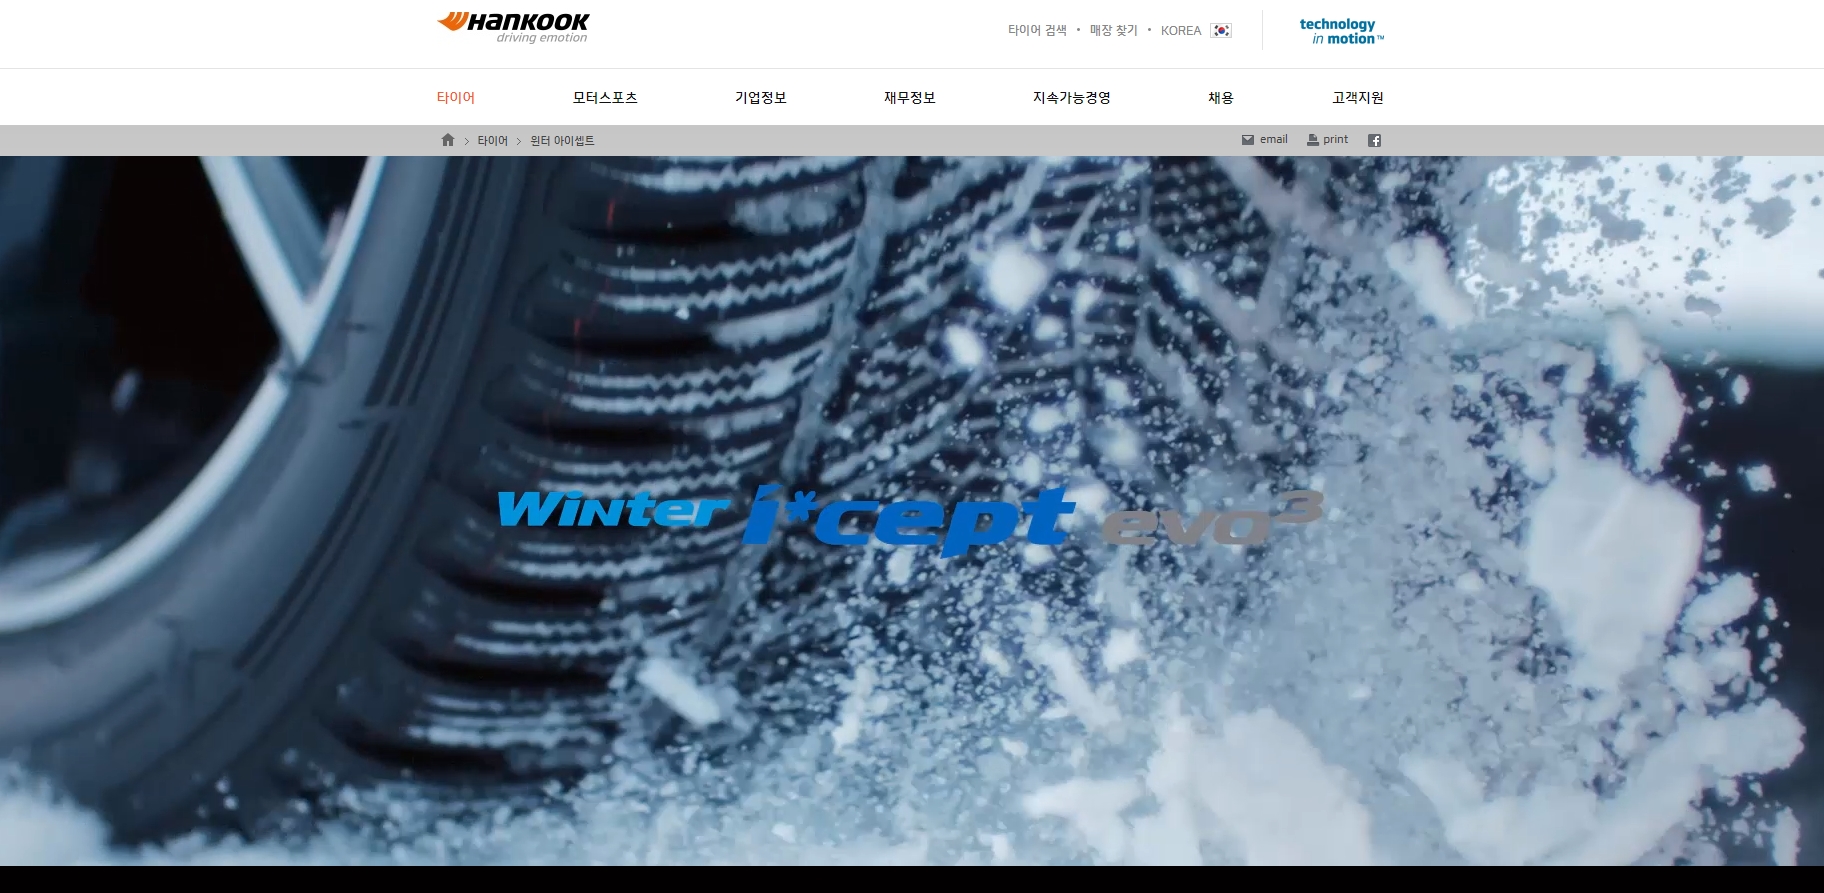 HANKOOK
driving emotion
타이어 검색 • 매장 찾기 • KOREA
technology
in motion™
타이어 모터스포츠 기업정보 재무정보 지속가능경영 채용 고객지원
> 타이어 > 윈터 아이셉트
email print f
Winter i*cept evo3